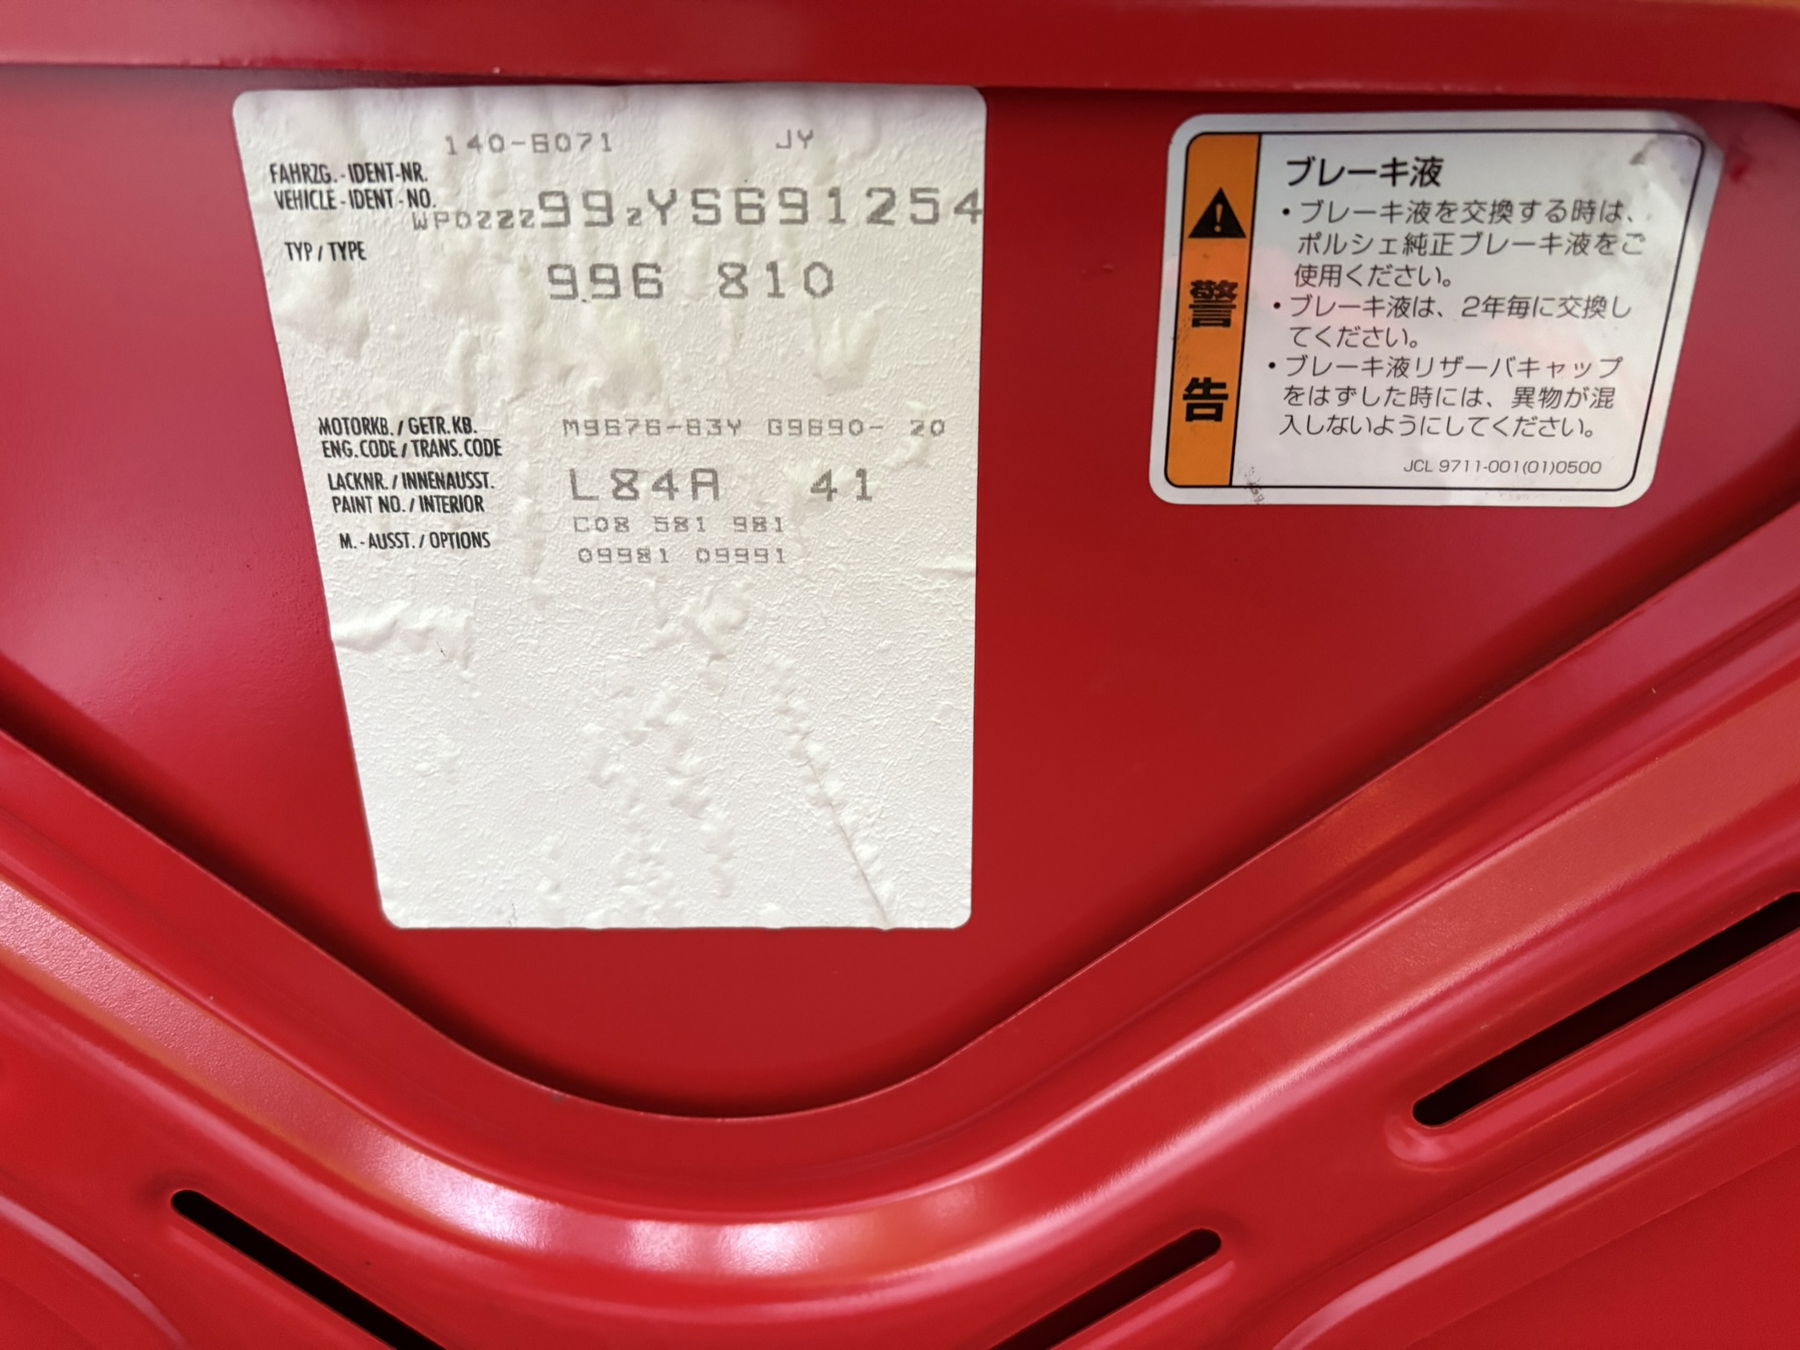 140-6071 JY
FAHRZG.-IDENT-NR.
VEHICLE-IDENT-NO.
WP0ZZZ99ZYS691254
TYP/TYPE
996 810
MOTORKB./GETR.KB.
ENG.CODE/TRANS.CODE
M9676-63Y G9690- 20
LACKNR./INNENAUSST.
PAINT NO./INTERIOR
L84A 41
M.-AUSST./OPTIONS
C08 581 981
09981 09991
警告
ブレーキ液
・ブレーキ液を交換する時は、
ポルシェ純正ブレーキ液をご
使用ください。
・ブレーキ液は、2年毎に交換し
てください。
・ブレーキ液リザーバキャップ
をはずした時には、異物が混
入しないようにしてください。
JCL 9711-001(01)0500